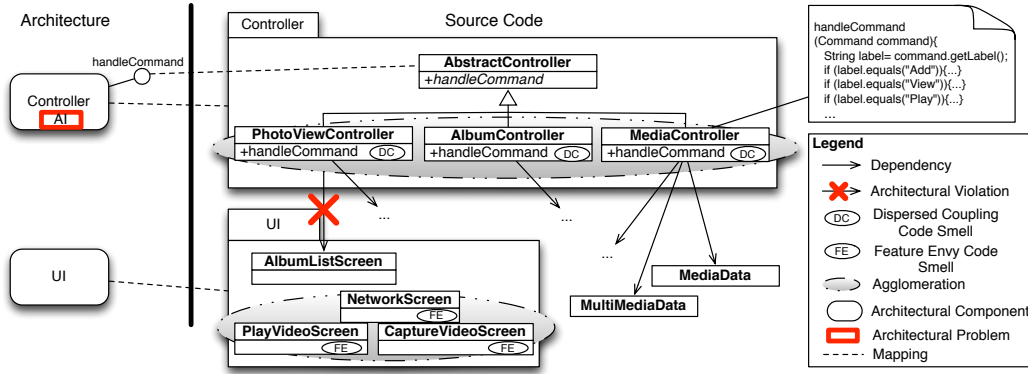 Architecture
Source Code
handleCommand
Controller
AI
UI
Controller
AbstractController
+handleCommand
PhotoViewController
+handleCommand DC
AlbumController
+handleCommand DC
MediaController
+handleCommand DC
...
...
...
UI
AlbumListScreen
NetworkScreen
FE
PlayVideoScreen
FE
CaptureVideoScreen
FE
MediaData
MultiMediaData
handleCommand
(Command command){
String label= command.getLabel();
if (label.equals("Add")){...}
if (label.equals("View")){...}
if (label.equals("Play")){...}
...
Legend
Dependency
Architectural Violation
DC Dispersed Coupling
Code Smell
FE Feature Envy Code
Smell
Agglomeration
Architectural Component
Architectural Problem
Mapping